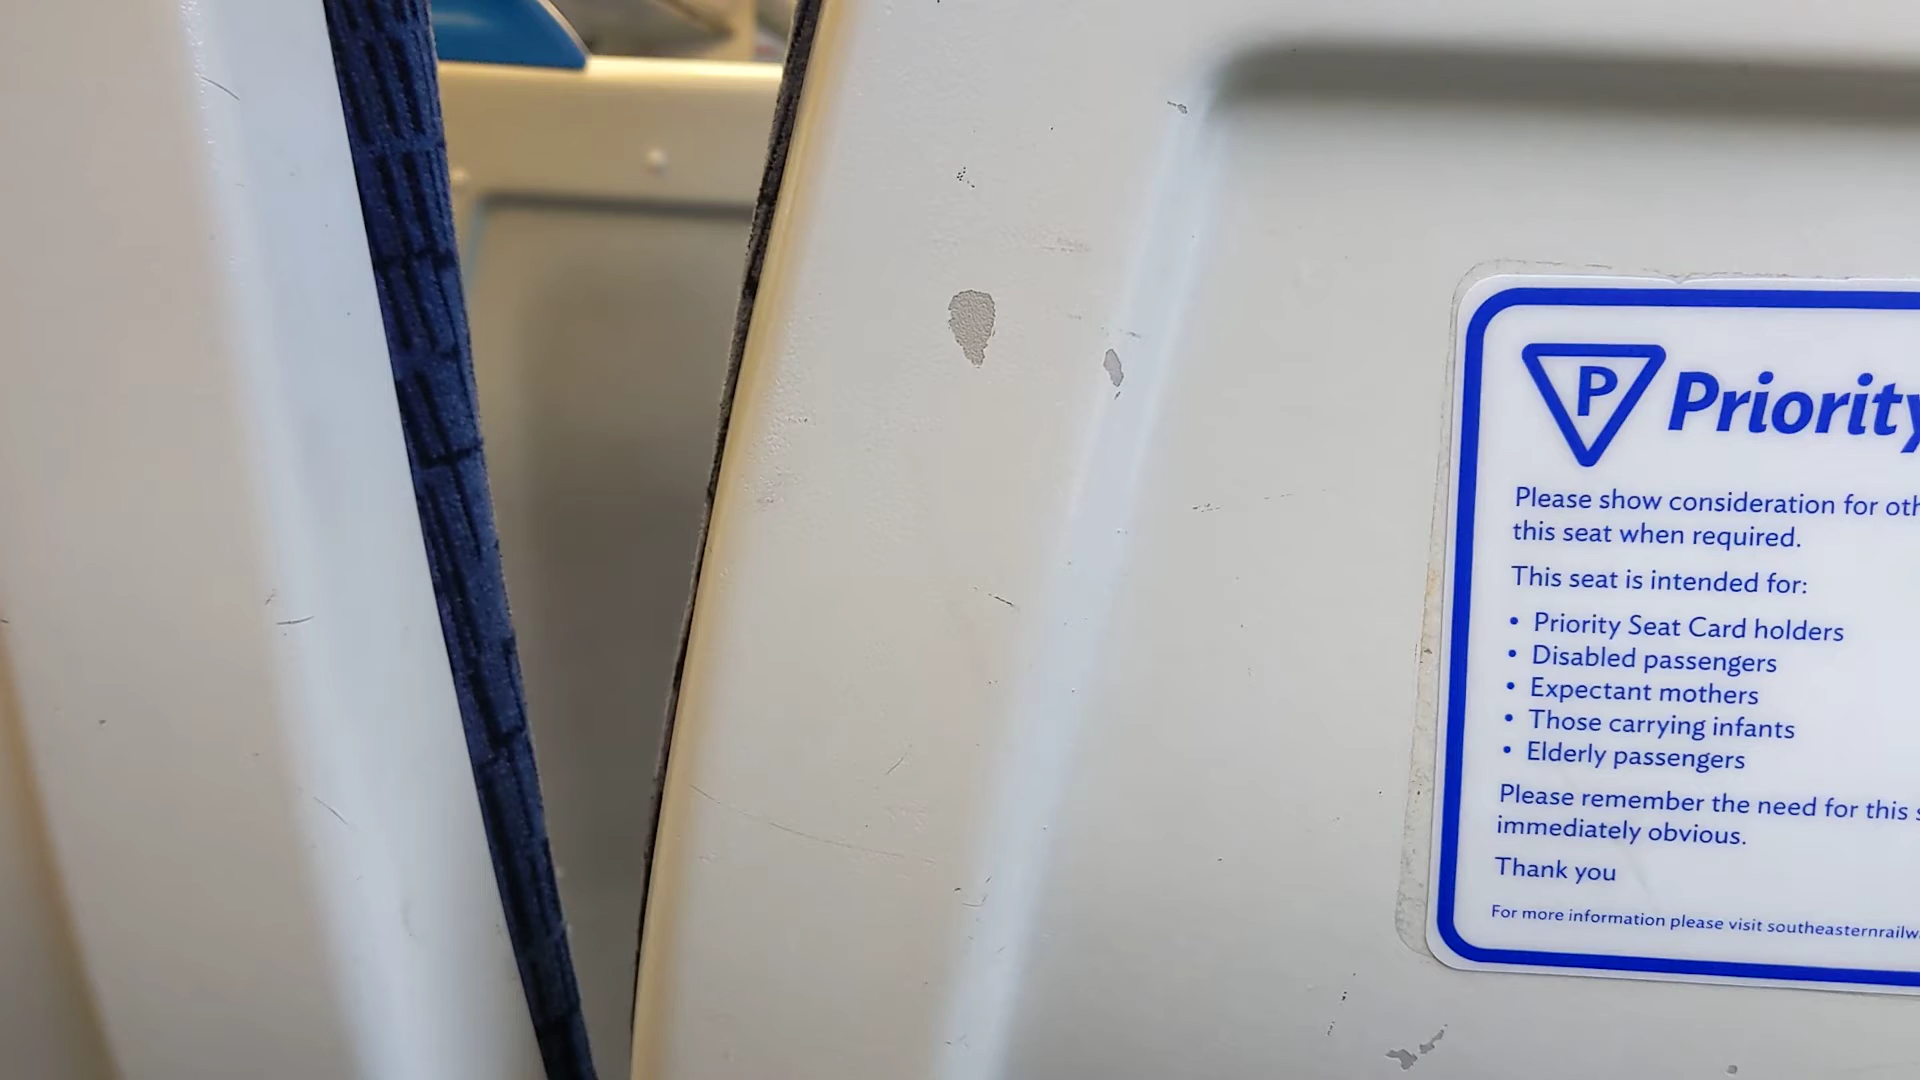 P Priority
Please show consideration for
this seat when required.
This seat is intended for:
• Priority Seat Card holders
• Disabled passengers
• Expectant mothers
• Those carrying infants
• Elderly passengers
Please remember the need for this
immediately obvious.
Thank you
For more information please visit